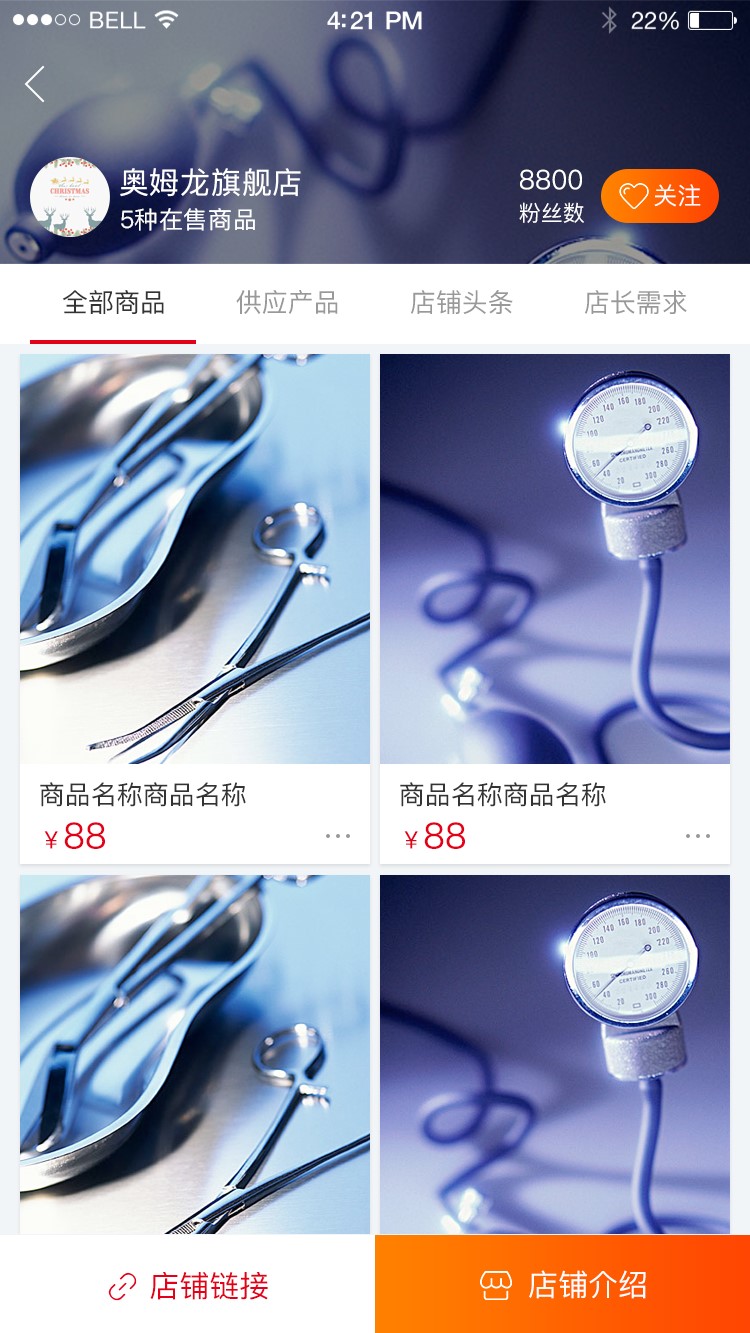 BELL 4:21 PM 22%
奥姆龙旗舰店
5种在售商品
8800
粉丝数
关注
CHRISTMAS
全部商品 供应产品 店铺头条 店长需求
商品名称商品名称
¥88
商品名称商品名称
¥88
店铺链接
店铺介绍